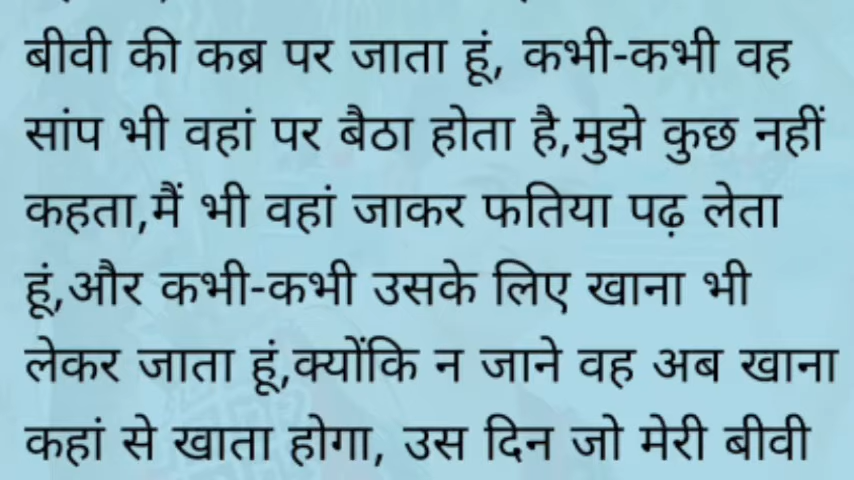 बीवी की कब्र पर जाता हूं, कभी-कभी वह
सांप भी वहां पर बैठा होता है,मुझे कुछ नहीं
कहता,मैं भी वहां जाकर फतिया पढ़ लेता
हूं,और कभी-कभी उसके लिए खाना भी
लेकर जाता हूं,क्योंकि न जाने वह अब खाना
कहां से खाता होगा, उस दिन जो मेरी बीवी